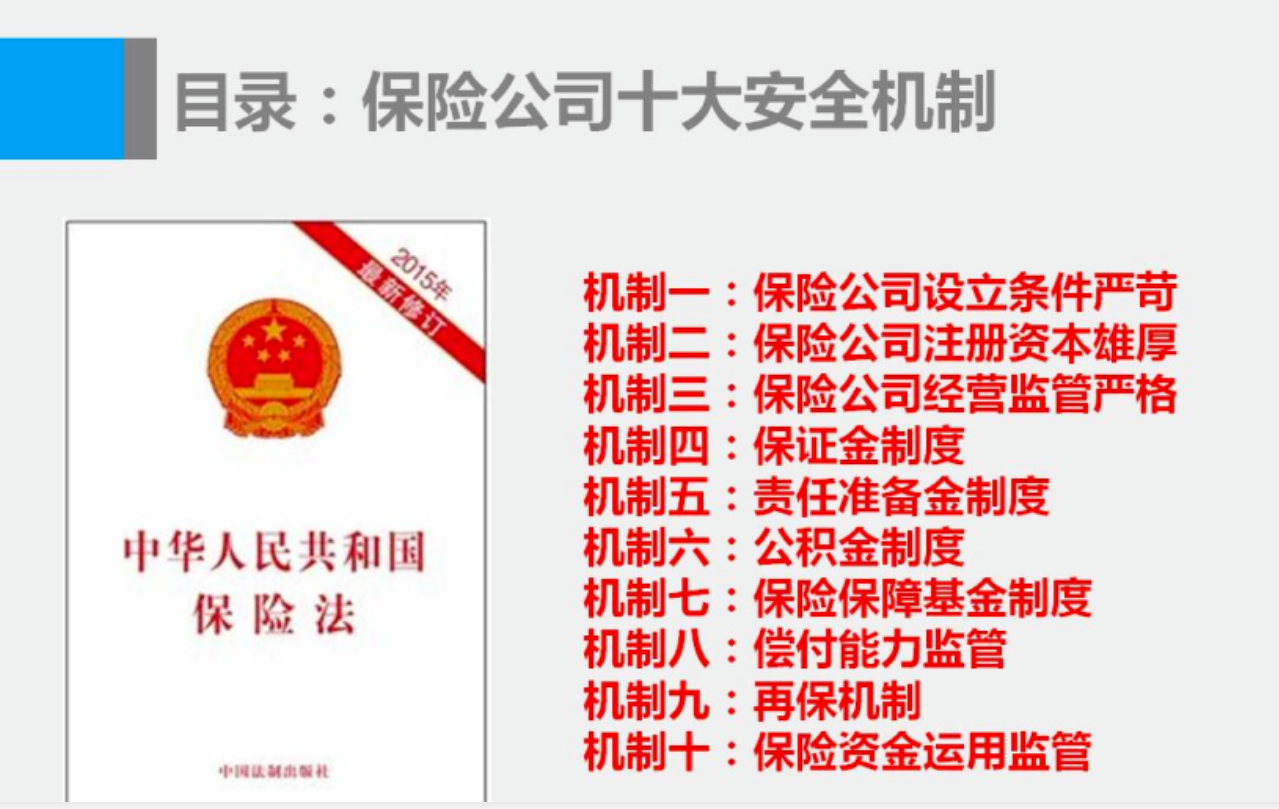 目录：保险公司十大安全机制
2015年
最新修订
中华人民共和国
保险法
中国法制出版社
机制一：保险公司设立条件严苛
机制二：保险公司注册资本雄厚
机制三：保险公司经营监管严格
机制四：保证金制度
机制五：责任准备金制度
机制六：公积金制度
机制七：保险保障基金制度
机制八：偿付能力监管
机制九：再保机制
机制十：保险资金运用监管